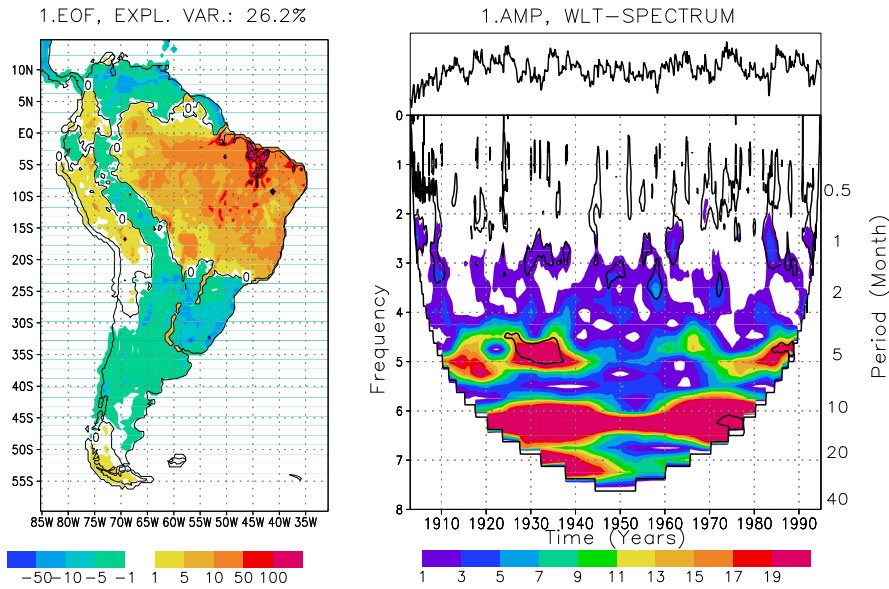 1.EOF, EXPL. VAR.: 26.2%
10N
5N
EQ
5S
10S
15S
20S
25S
30S
35S
40S
45S
50S
55S
0
0
0
0
0
0
0
0
85W 80W 75W 70W 65W 60W 55W 50W 45W 40W 35W
-50 -10 -5 -1 1 5 10 50 100
1.AMP, WLT-SPECTRUM
Frequency
0
1
2
3
4
5
6
7
8
0.5
1
2
5
10
20
40
Period (Month)
1910 1920 1930 1940 1950 1960 1970 1980 1990
Time (Years)
1 3 5 7 9 11 13 15 17 19